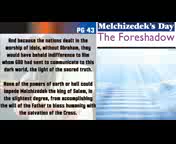 PG 43
And because the nations dealt in the
worship of idols, without Abraham, they
would have beheld indifference to Him
whom GOD had sent to communicate to this
dark world, the light of the sacred truth.
None of the powers of earth or hell could
impede Melchizedek the king of Salem, in
the slightest degree, from accomplishing
the will of the Father to bless humanity with
the salvation of the Cross.
Melchizedek's Day
The Foreshadow